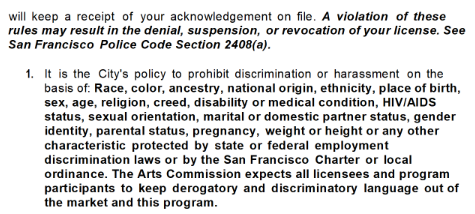 will keep a receipt of your acknowledgement on file. A violation of these
rules may result in the denial, suspension, or revocation of your license. See
San Francisco Police Code Section 2408(a).
1. It is the City's policy to prohibit discrimination or harassment on the
basis of: Race, color, ancestry, national origin, ethnicity, place of birth,
sex, age, religion, creed, disability or medical condition, HIV/AIDS
status, sexual orientation, marital or domestic partner status, gender
identity, parental status, pregnancy, weight or height or any other
characteristic protected by state or federal employment
discrimination laws or by the San Francisco Charter or local
ordinance. The Arts Commission expects all licensees and program
participants to keep derogatory and discriminatory language out of
the market and this program.